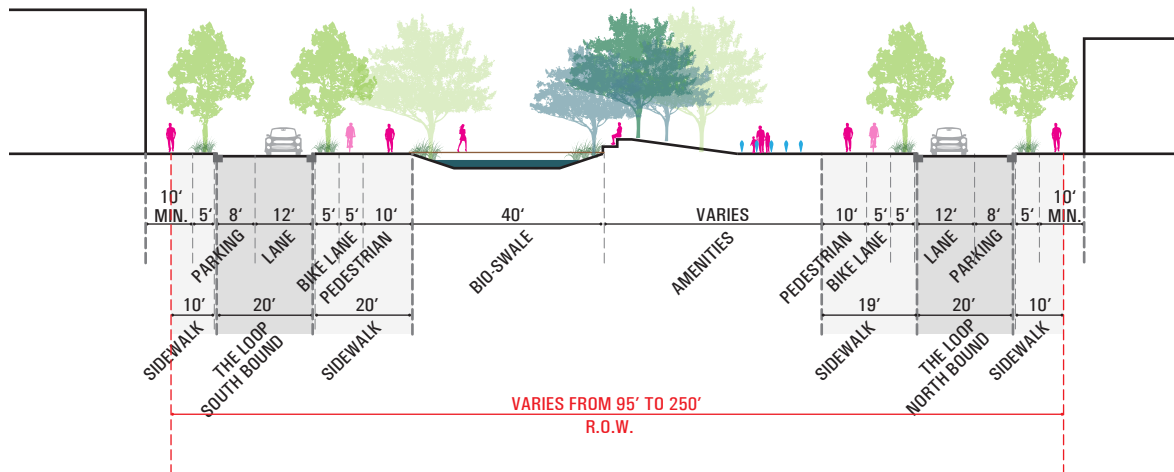 10‘
MIN.
5‘
8‘
12‘
5‘
5‘
10‘
40‘
VARIES
10‘
5‘
5‘
12‘
8‘
5‘
10‘
MIN.
PARKING
LANE
BIKE LANE
PEDESTRIAN
BIO-SWALE
AMENITIES
PEDESTRIAN
BIKE LANE
LANE
PARKING
10’
20’
20’
19’
20’
10’
SIDEWALK
THE LOOP
SOUTH BOUND
SIDEWALK
SIDEWALK
THE LOOP
NORTH BOUND
SIDEWALK
VARIES FROM 95’ TO 250’
R.O.W.